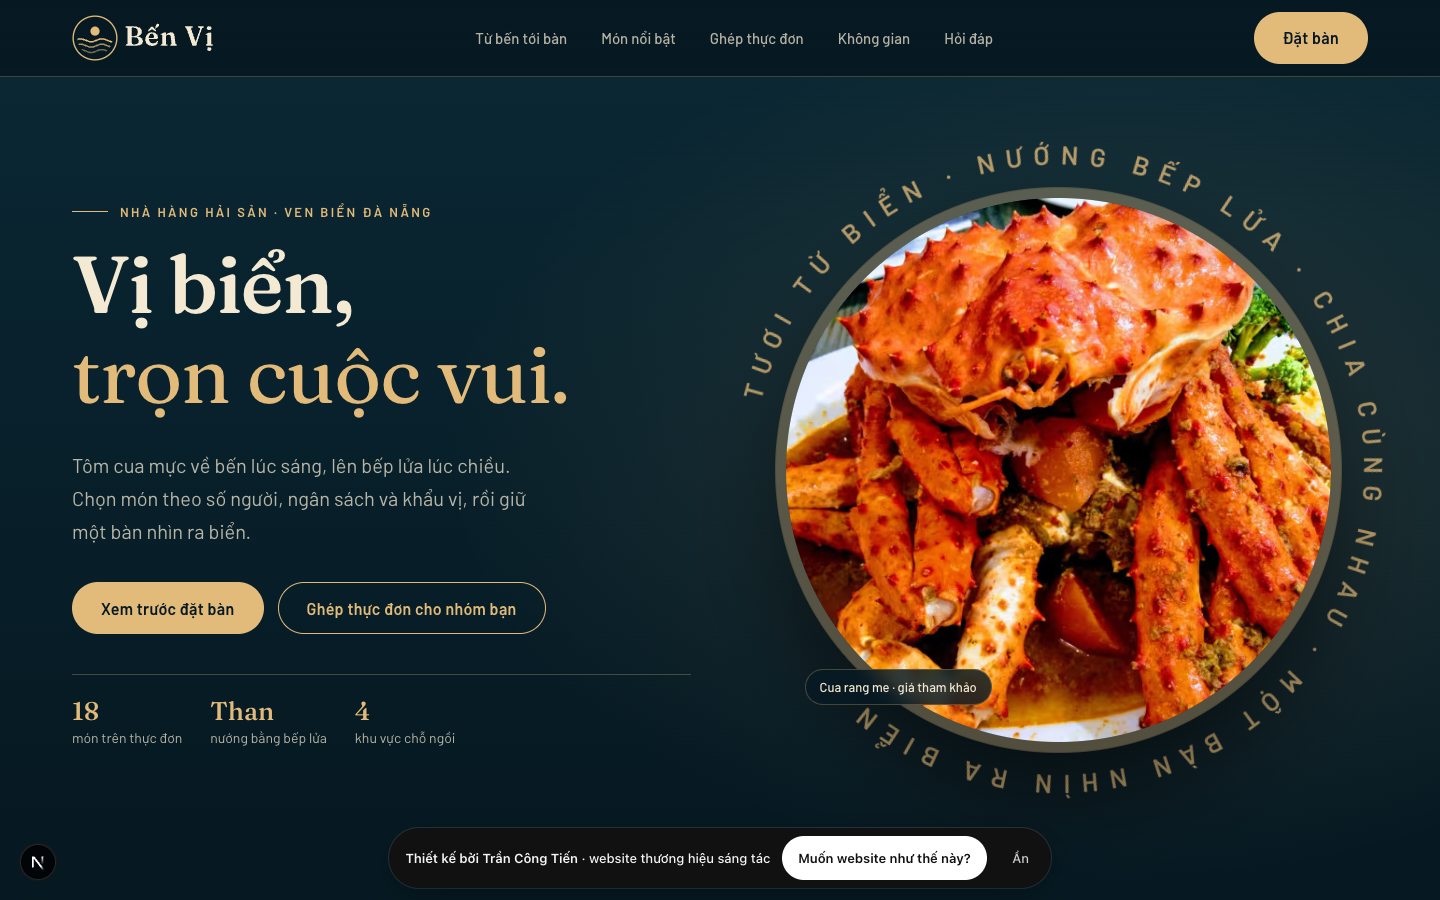 Bến Vị
Từ bến tới bàn
Món nổi bật
Ghép thực đơn
Không gian
Hỏi đáp
Đặt bàn
NHÀ HÀNG HẢI SẢN · VEN BIỂN ĐÀ NẴNG
Vị biển,
trọn cuộc vui.
Tôm cua mực về bến lúc sáng, lên bếp lửa lúc chiều.
Chọn món theo số người, ngân sách và khẩu vị, rồi giữ
một bàn nhìn ra biển.
Xem trước đặt bàn
Ghép thực đơn cho nhóm bạn
18
món trên thực đơn
Than
nướng bằng bếp lửa
4
khu vực chỗ ngồi
TƯƠI TỪ BIỂN · NƯỚNG BẾP LỬA · CHIA CÙNG NHAU · MỘT BÀN NHÌN RA BIỂN
Cua rang me · giá tham khảo
Thiết kế bởi Trần Công Tiến · website thương hiệu sáng tác
Muốn website như thế này?
Ẩn
N